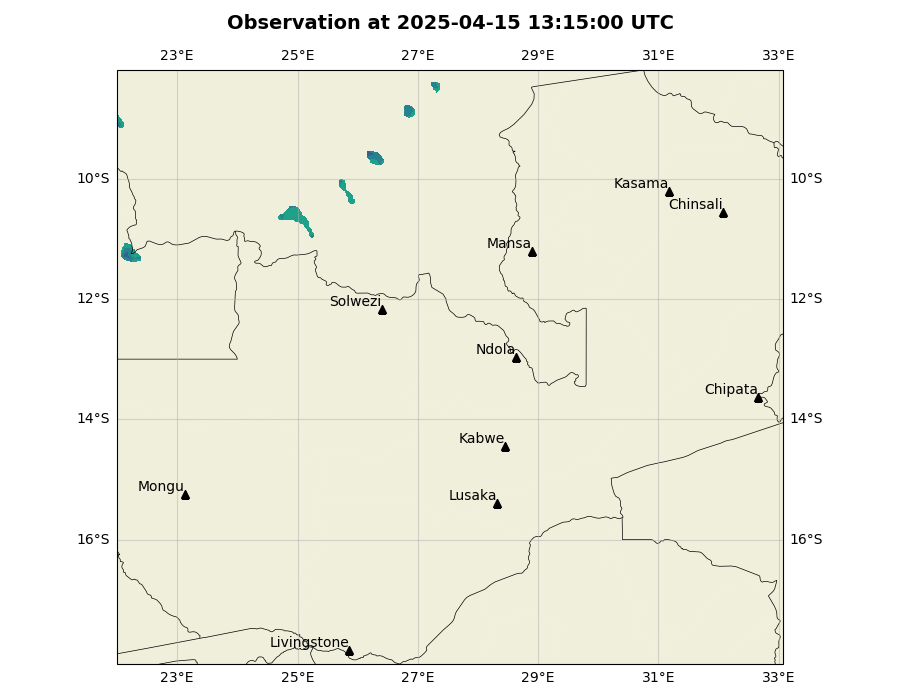 Observation at 2025-04-15 13:15:00 UTC
23°E 25°E 27°E 29°E 31°E 33°E
10°S 10°S
Kasama
Chinsali
Mansa
12°S 12°S
Solwezi
Ndola
Chipata
14°S 14°S
Kabwe
Mongu
Lusaka
16°S 16°S
Livingstone
23°E 25°E 27°E 29°E 31°E 33°E